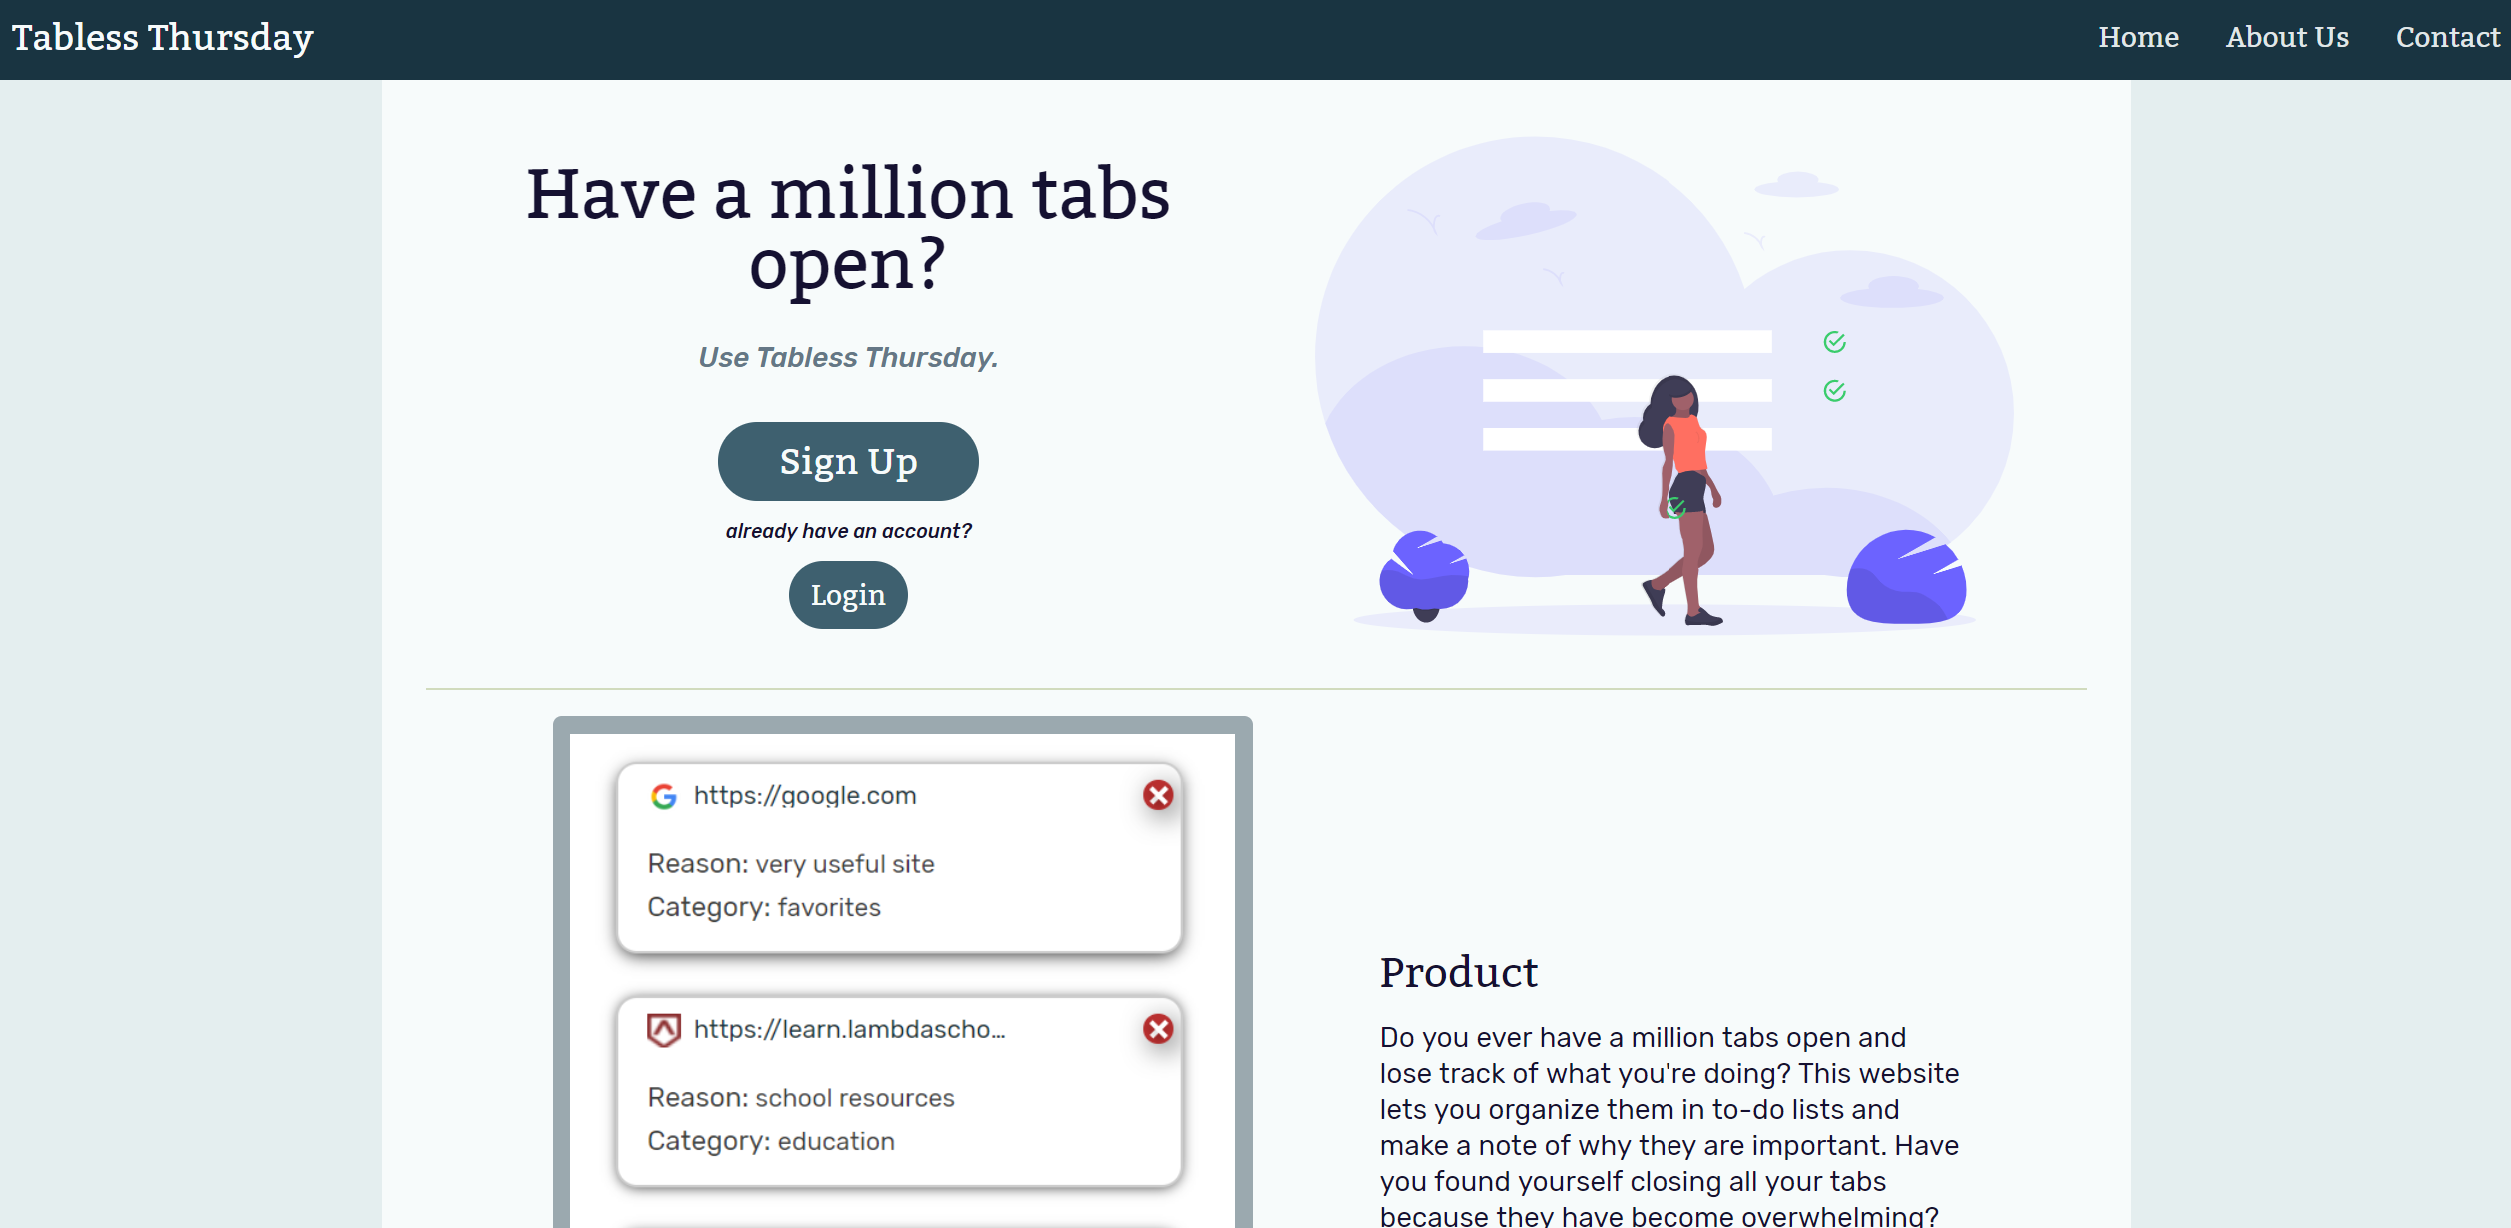 Tabless Thursday
Home
About Us
Contact
Have a million tabs
open?
Use Tabless Thursday.
Sign Up
already have an account?
Login
https://google.com
Reason: very useful site
Category: favorites
https://learn.lambdascho...
Reason: school resources
Category: education
Product
Do you ever have a million tabs open and
lose track of what you're doing? This website
lets you organize them in to-do lists and
make a note of why they are important. Have
you found yourself closing all your tabs
because they have become overwhelming?